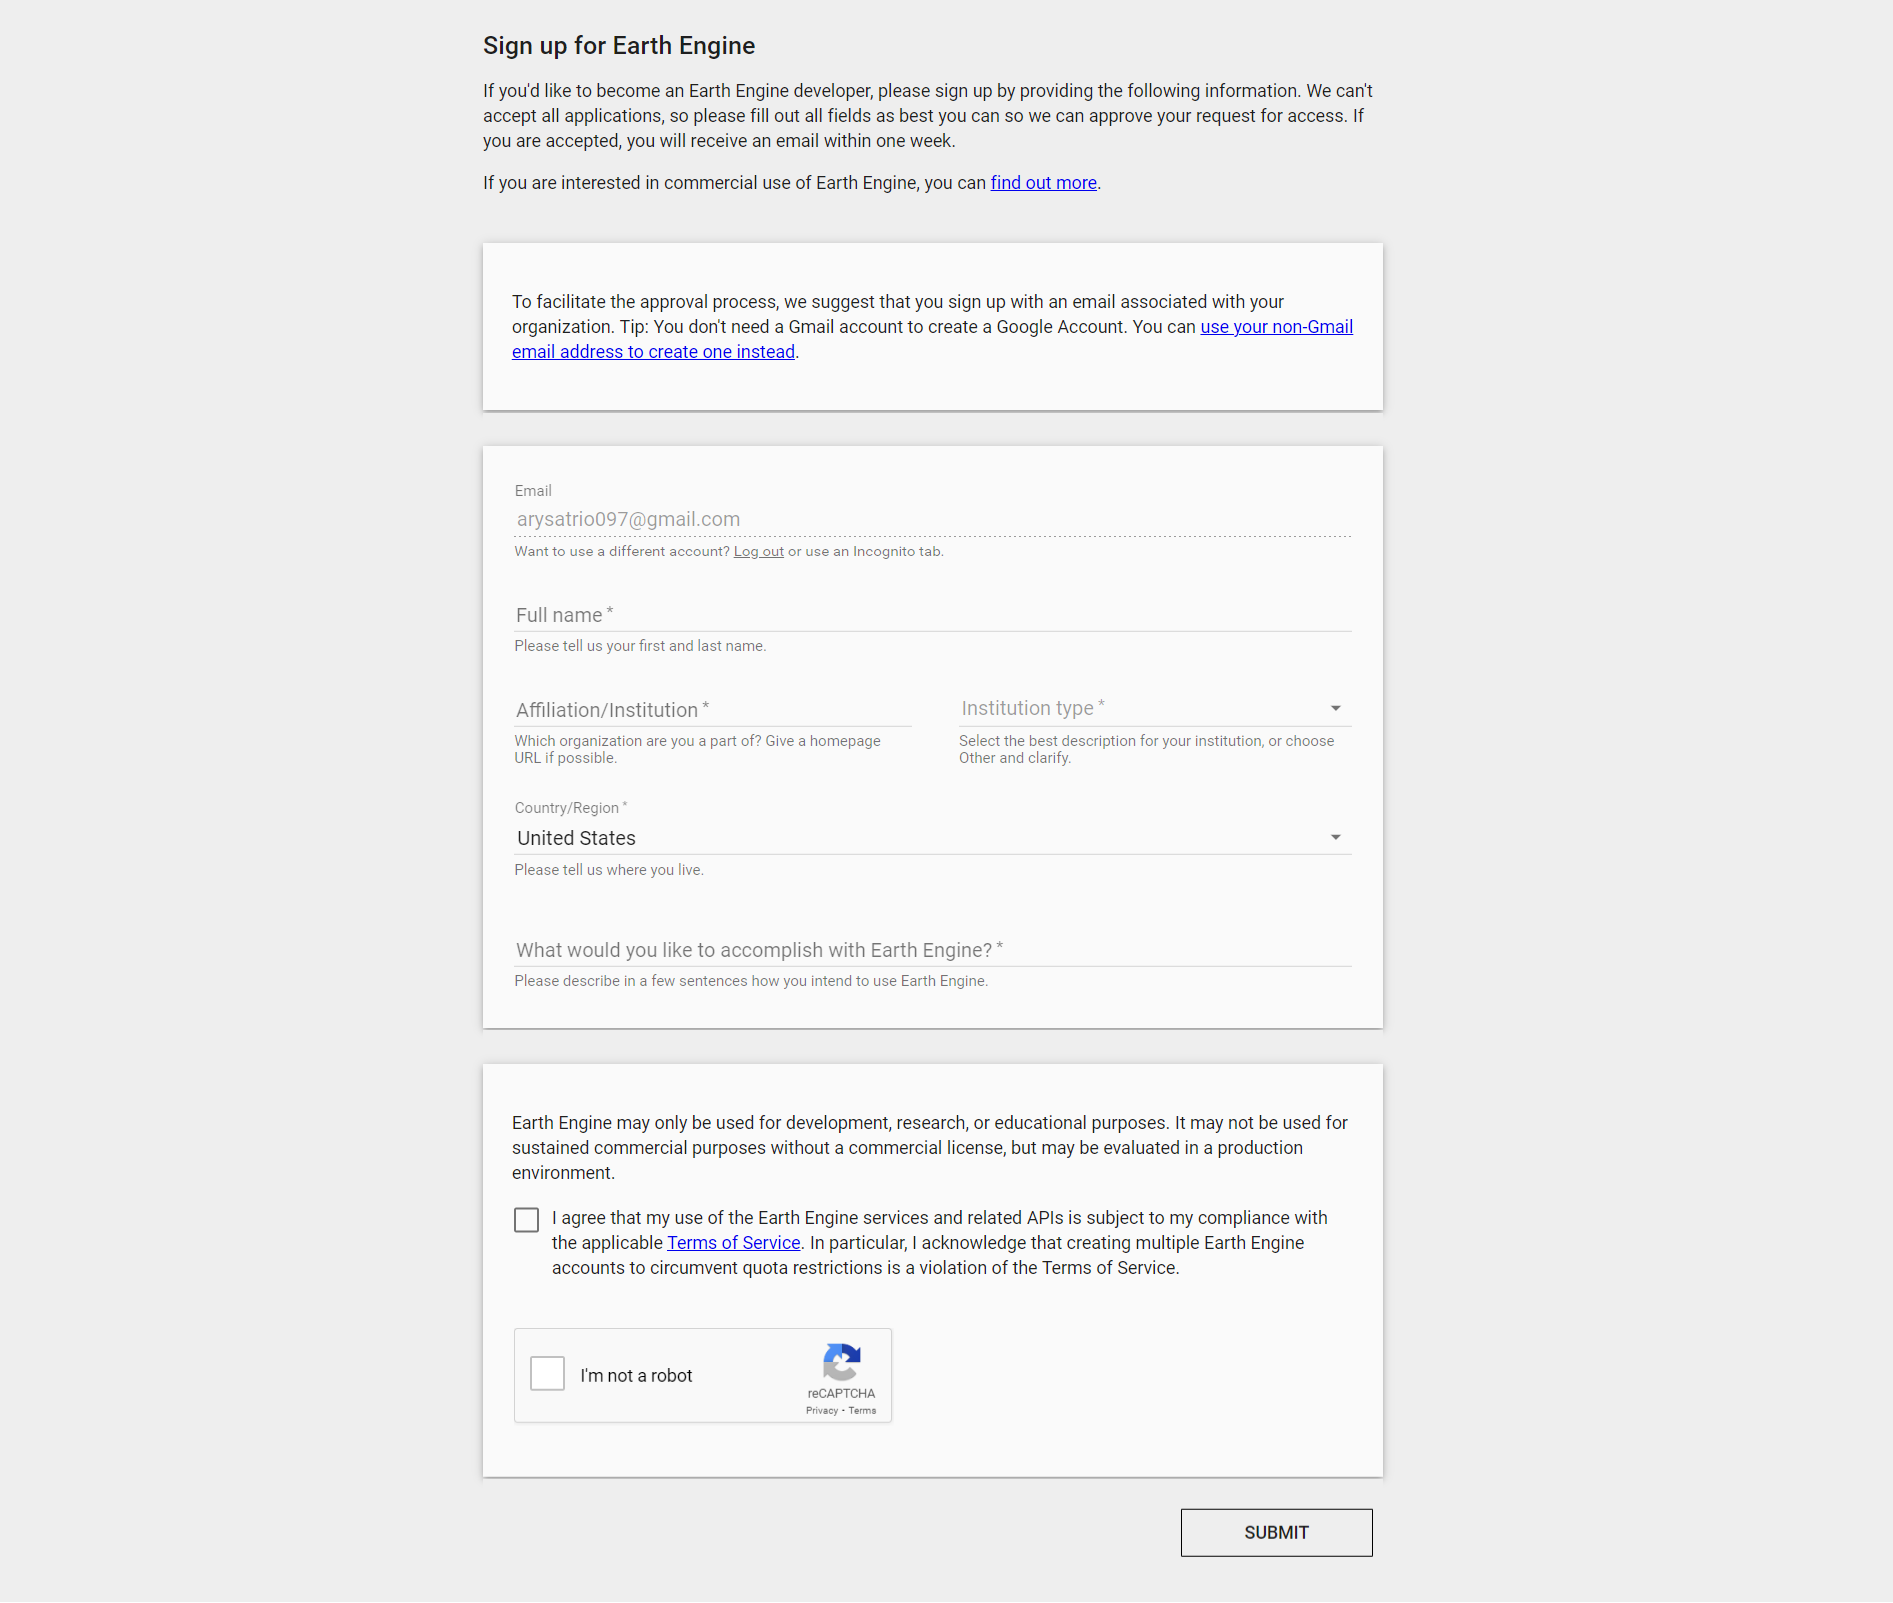 Sign up for Earth Engine
If you'd like to become an Earth Engine developer, please sign up by providing the following information. We can't
accept all applications, so please fill out all fields as best you can so we can approve your request for access. If
you are accepted, you will receive an email within one week.
If you are interested in commercial use of Earth Engine, you can find out more.
To facilitate the approval process, we suggest that you sign up with an email associated with your
organization. Tip: You don't need a Gmail account to create a Google Account. You can use your non-Gmail
email address to create one instead.
Email
arysatrio097@gmail.com
Want to use a different account? Log out or use an Incognito tab.
Full name *
Please tell us your first and last name.
Affiliation/Institution *
Which organization are you a part of? Give a homepage
URL if possible.
Institution type *
Select the best description for your institution, or choose
Other and clarify.
Country/Region *
United States
Please tell us where you live.
What would you like to accomplish with Earth Engine? *
Please describe in a few sentences how you intend to use Earth Engine.
Earth Engine may only be used for development, research, or educational purposes. It may not be used for
sustained commercial purposes without a commercial license, but may be evaluated in a production
environment.
I agree that my use of the Earth Engine services and related APIs is subject to my compliance with
the applicable Terms of Service. In particular, I acknowledge that creating multiple Earth Engine
accounts to circumvent quota restrictions is a violation of the Terms of Service.
I'm not a robot
reCAPTCHA
Privacy - Terms
SUBMIT